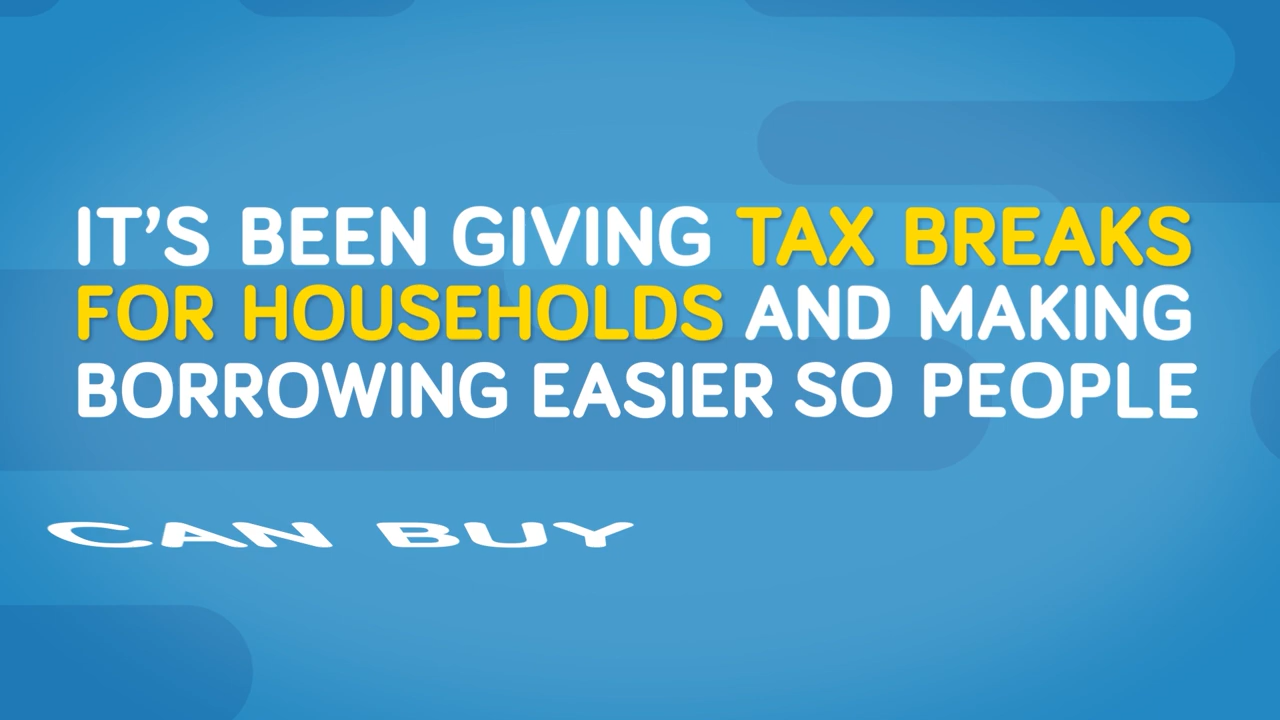 IT'S BEEN GIVING TAX BREAKS
FOR HOUSEHOLDS AND MAKING
BORROWING EASIER SO PEOPLE
CAN BUY